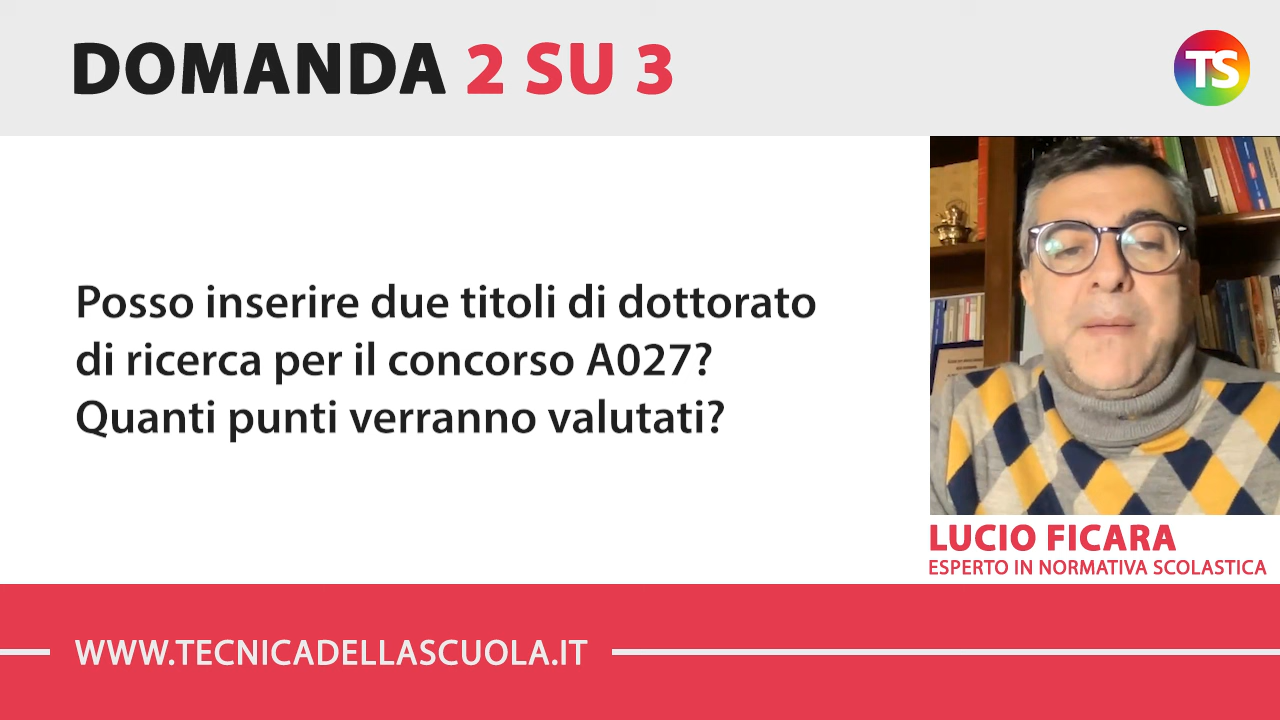 DOMANDA 2 SU 3
TS
Posso inserire due titoli di dottorato
di ricerca per il concorso A027?
Quanti punti verranno valutati?
LUCIO FICARA
ESPERTO IN NORMATIVA SCOLASTICA
WWW.TECNICADELLASCUOLA.IT